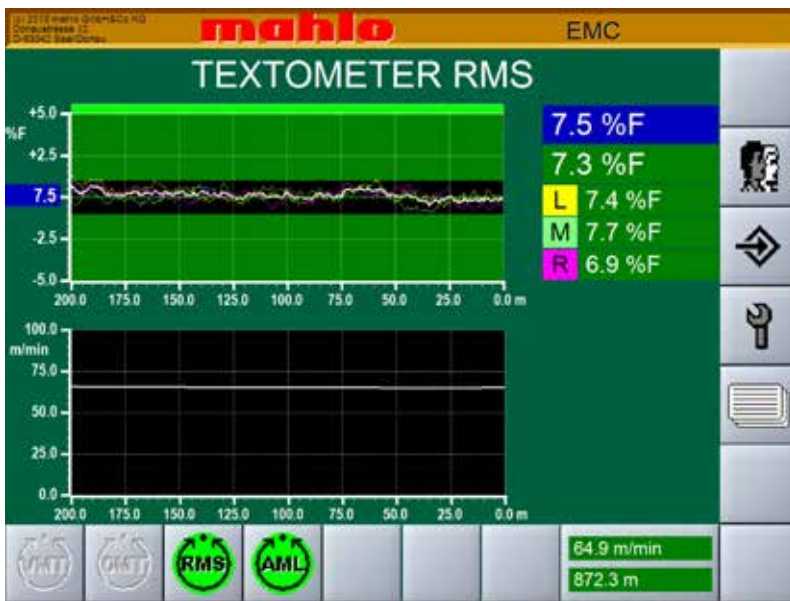 mahlo
EMC
TEXTOMETER RMS
+5.0
%F
+2.5
7.5
-2.5
-5.0
200.0 175.0 150.0 125.0 100.0 75.0 50.0 25.0 0.0 m
7.5 %F
7.3 %F
L 7.4 %F
M 7.7 %F
R 6.9 %F
100.0
m/min
75.0
50.0
25.0
0.0
200.0 175.0 150.0 125.0 100.0 75.0 50.0 25.0 0.0 m
RMS
AML
64.9 m/min
872.3 m